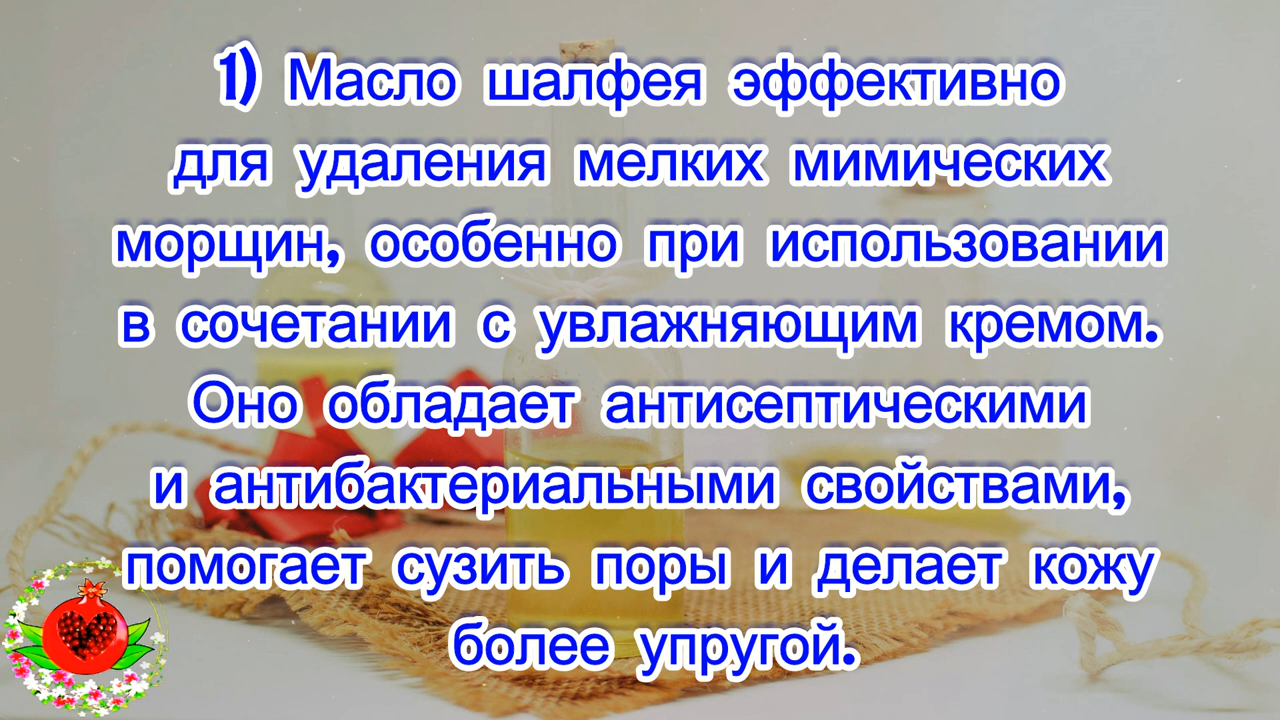 1) Масло шалфея эффективно
для удаления мелких мимических
морщин, особенно при использовании
в сочетании с увлажняющим кремом.
Оно обладает антисептическими
и антибактериальными свойствами,
помогает сузить поры и делает кожу
более упругой.